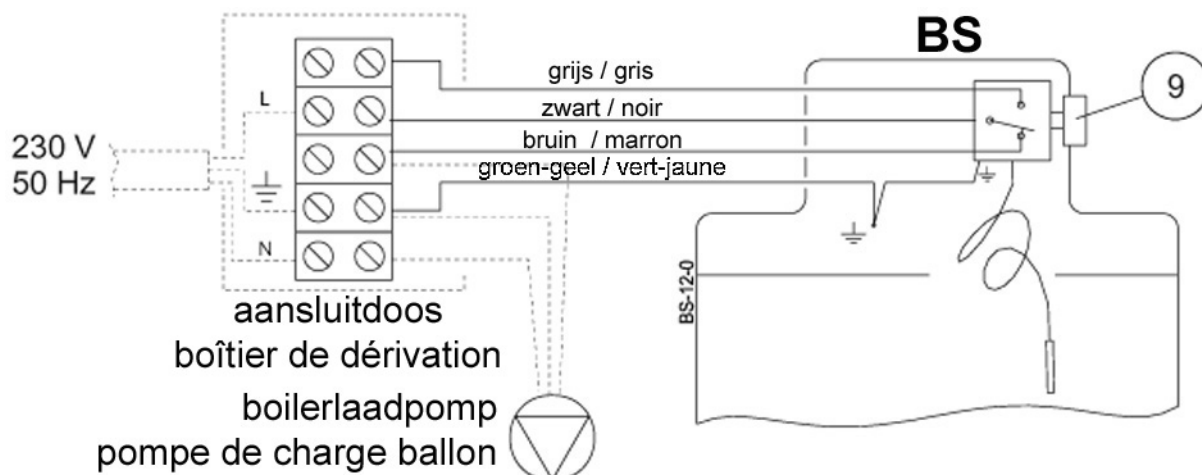 BS
grijs / gris
9
L
zwart / noir
230 V
bruin / marron
50 Hz
groen-geel / vert-jaune
N
BS-12-0
aansluitdoos
boîtier de dérivation
boilerlaadpomp
pompe de charge ballon